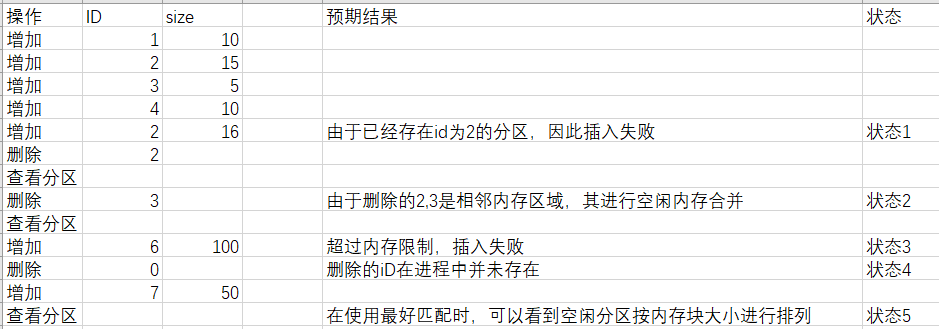 操作 ID size 预期结果 状态
增加 1 10
增加 2 15
增加 3 5
增加 4 10
增加 2 16 由于已经存在id为2的分区，因此插入失败 状态1
删除 2
查看分区
删除 3 由于删除的2,3是相邻内存区域，其进行空闲内存合并 状态2
查看分区
增加 6 100 超过内存限制，插入失败 状态3
删除 0 删除的iD在进程中并未存在 状态4
增加 7 50
查看分区 在使用最好匹配时，可以看到空闲分区按内存块大小进行排列 状态5